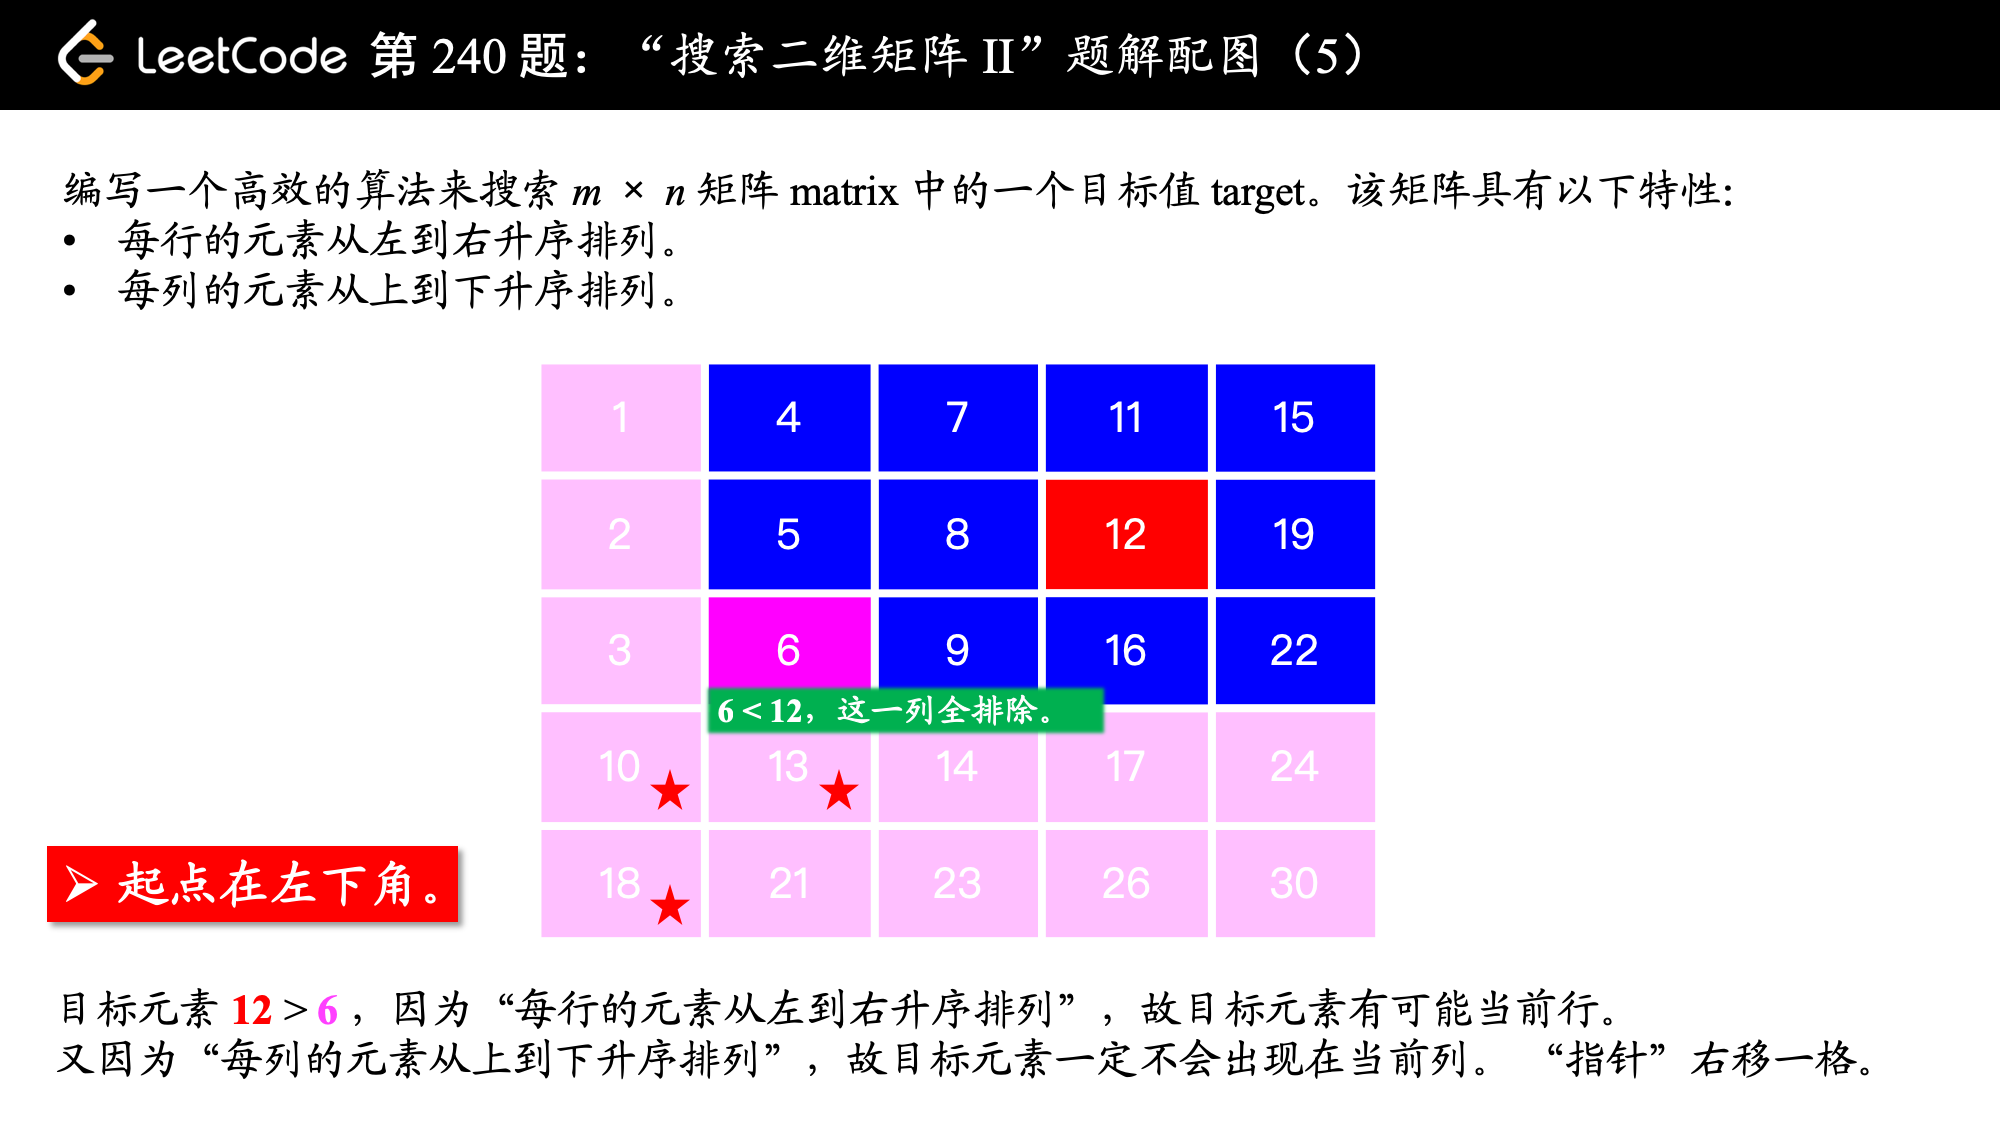 LeetCode 第 240 题：“搜索二维矩阵 II”题解配图（5）
编写一个高效的算法来搜索 m × n 矩阵 matrix 中的一个目标值 target。该矩阵具有以下特性:
• 每行的元素从左到右升序排列。
• 每列的元素从上到下升序排列。
1 4 7 11 15
2 5 8 12 19
3 6 9 16 22
6 < 12，这一列全排除。
10 13 14 17 24
18 21 23 26 30
➢ 起点在左下角。
目标元素 12 > 6 ，因为“每行的元素从左到右升序排列”，故目标元素有可能当前行。
又因为“每列的元素从上到下升序排列”，故目标元素一定不会出现在当前列。 “指针”右移一格。